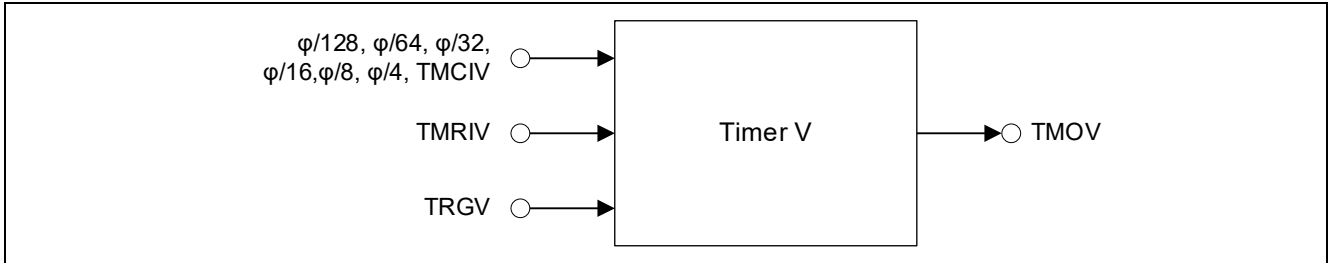 φ/128, φ/64, φ/32,
φ/16,φ/8, φ/4, TMCIV
TMRIV
Timer V
TMOV
TRGV